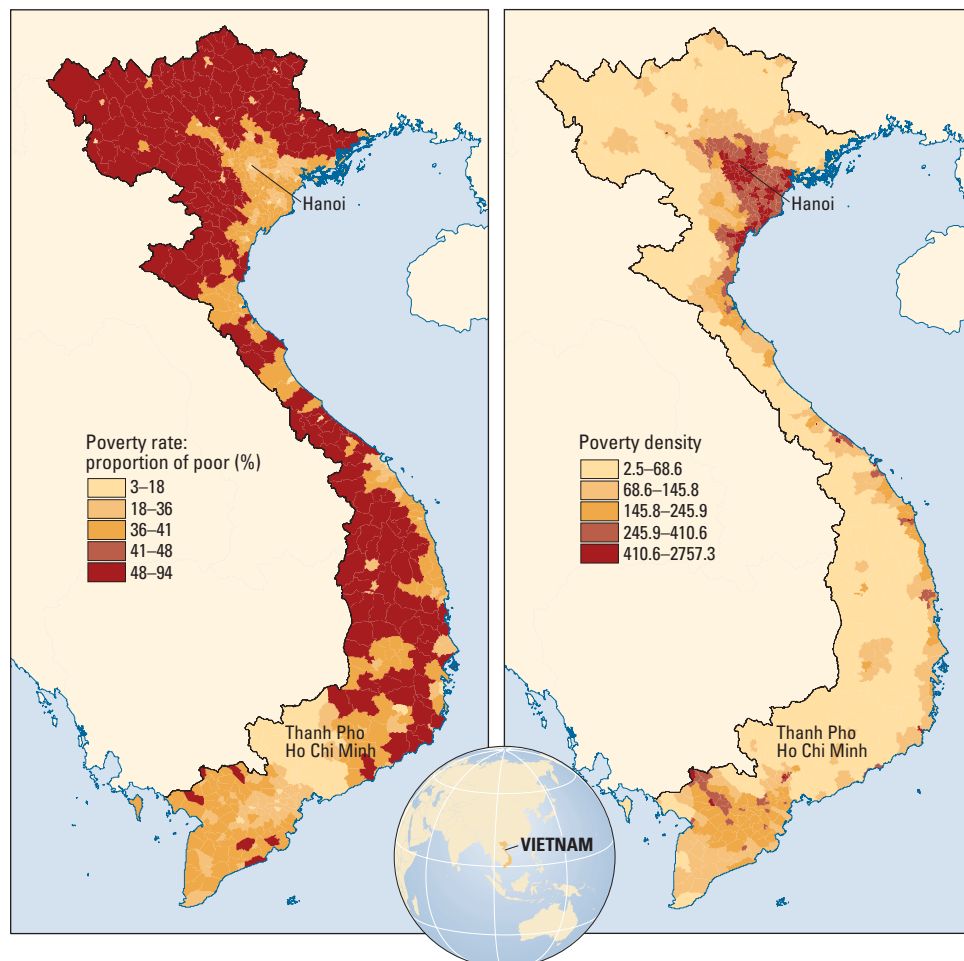 Hanoi
Poverty rate:
proportion of poor (%)
3–18
18–36
36–41
41–48
48–94
Thanh Pho
Ho Chi Minh
Hanoi
Poverty density
2.5–68.6
68.6–145.8
145.8–245.9
245.9–410.6
410.6–2757.3
Thanh Pho
Ho Chi Minh
VIETNAM